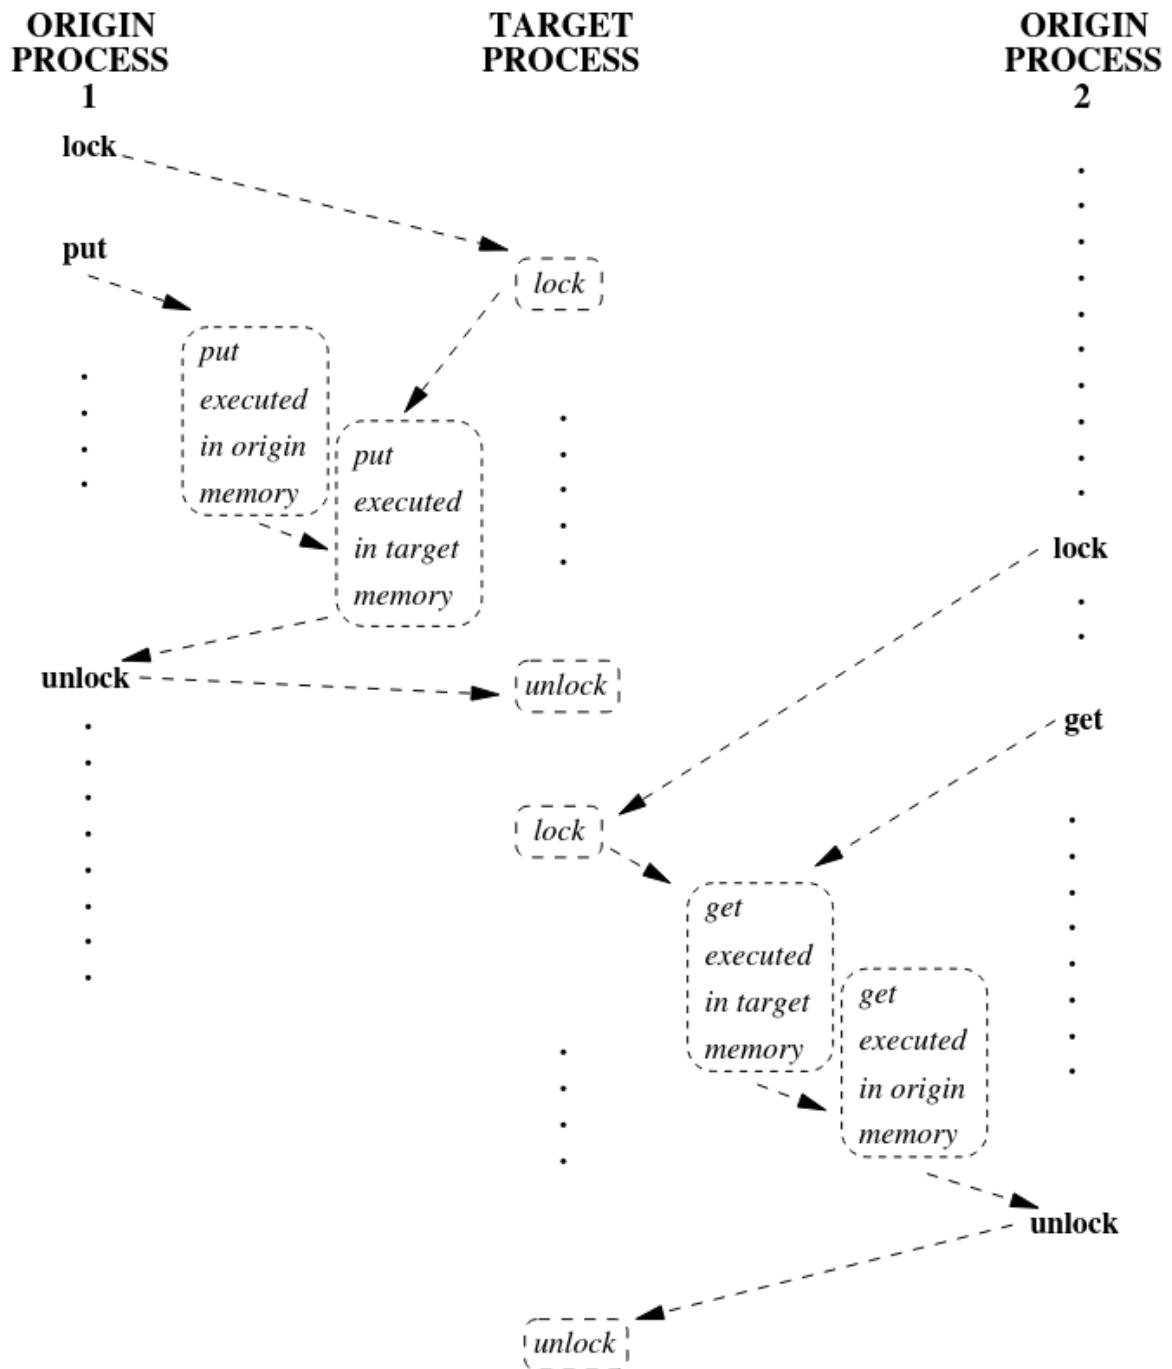 ORIGIN
PROCESS
1
TARGET
PROCESS
ORIGIN
PROCESS
2
lock
put
lock
put
executed
in origin
memory
put
executed
in target
memory
lock
unlock
unlock
get
lock
get
executed
in target
memory
get
executed
in origin
memory
unlock
unlock